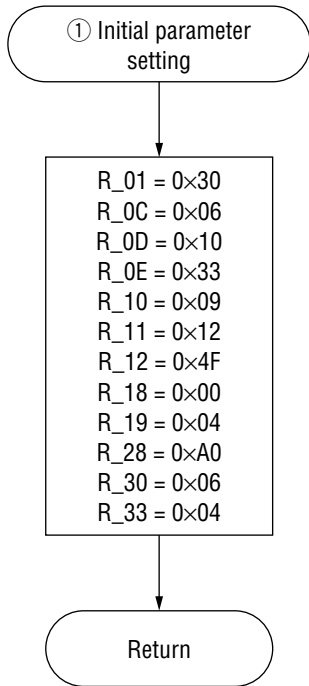 ① Initial parameter
setting
R_01 = 0×30
R_0C = 0×06
R_0D = 0×10
R_0E = 0×33
R_10 = 0×09
R_11 = 0×12
R_12 = 0×4F
R_18 = 0×00
R_19 = 0×04
R_28 = 0×A0
R_30 = 0×06
R_33 = 0×04
Return